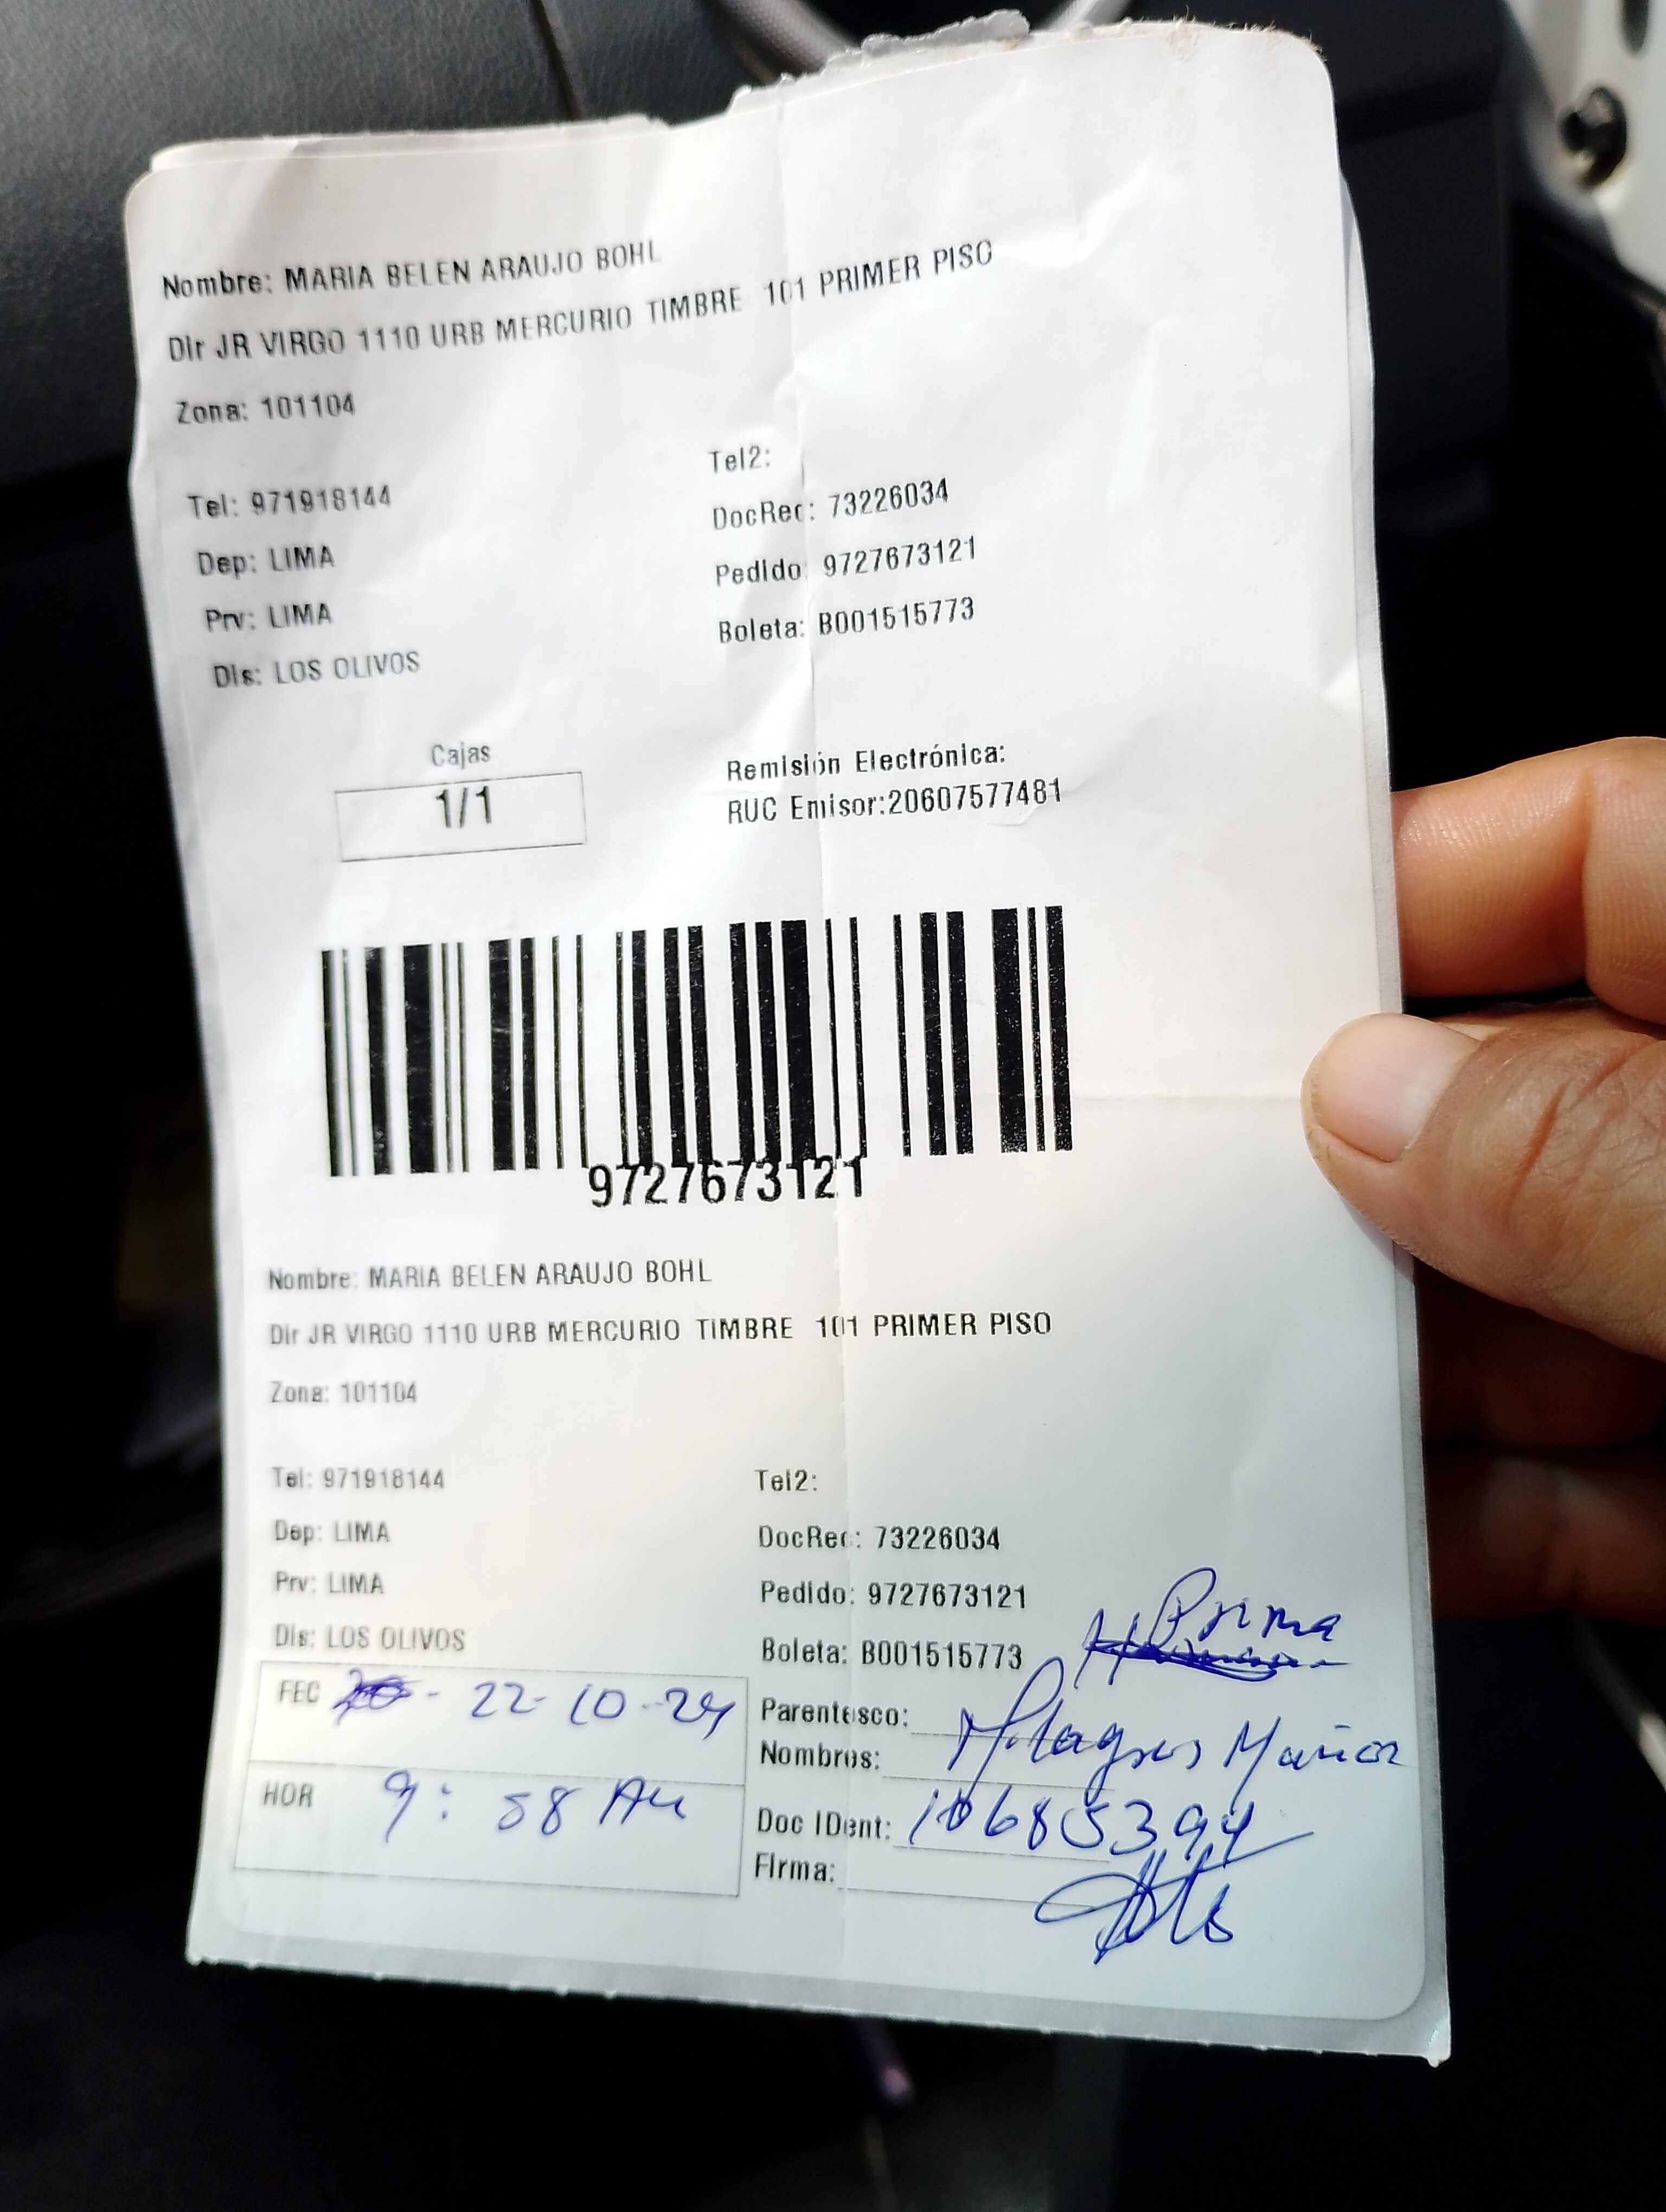 Nombre: MARIA BELEN ARAUJO BOHL
Dir JR VIRGO 1110 URB MERCURIO TIMBRE 101 PRIMER PISO
Zona: 101104
Tel2:
Tel: 971918144
DocRec: 73226034
Dep: LIMA
Pedido: 9727673121
Prv: LIMA
Boleta: B001515773
Dis: LOS OLIVOS
Cajas
1/1
Remisión Electrónica:
RUC Emisor:20607577481
9727673121
Nombre: MARIA BELEN ARAUJO BOHL
Dir JR VIRGO 1110 URB MERCURIO TIMBRE 101 PRIMER PISO
Zona: 101104
Tel: 971918144
Tel2:
Dep: LIMA
DocRec: 73226034
Prv: LIMA
Pedido: 9727673121
Prima
Dis: LOS OLIVOS
Boleta: B001515773
FEC - 22-10-24
Parentesco:
Nombres: Milagros
HOR 9:58 AM
Doc IDent: 10685394
Firma: